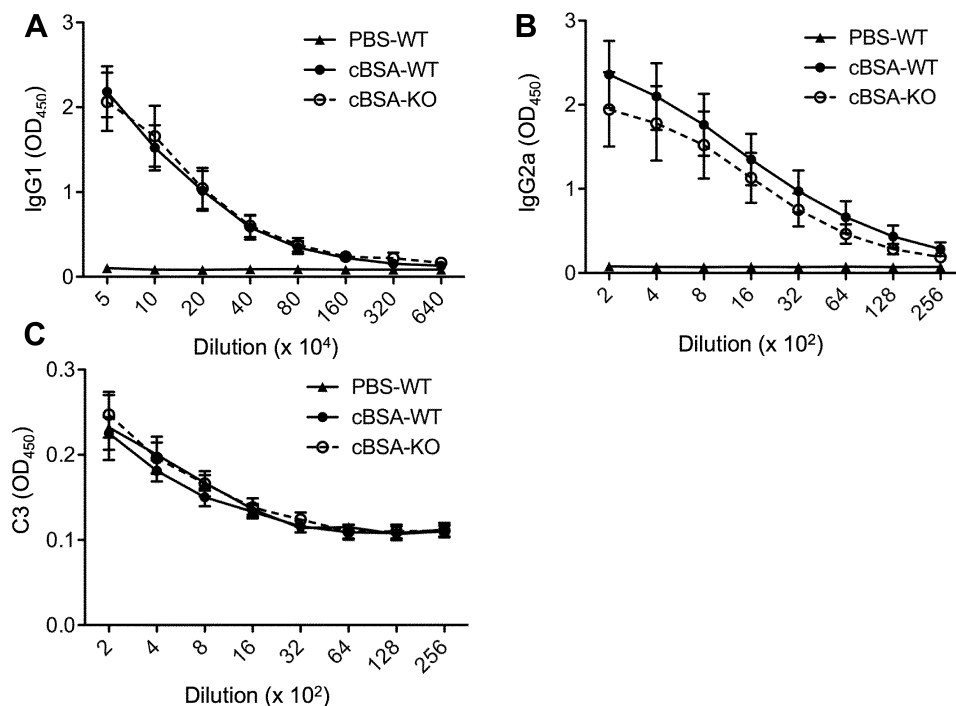 A
3
2
1
0
IgG1 (OD450)
PBS-WT
cBSA-WT
cBSA-KO
5
10
20
40
80
160
320
640
Dilution (x 10⁴)
B
3
2
1
0
IgG2a (OD450)
PBS-WT
cBSA-WT
cBSA-KO
2
4
8
16
32
64
128
256
Dilution (x 10²)
C
0.3
0.2
0.1
0.0
C3 (OD450)
PBS-WT
cBSA-WT
cBSA-KO
2
4
8
16
32
64
128
256
Dilution (x 10²)